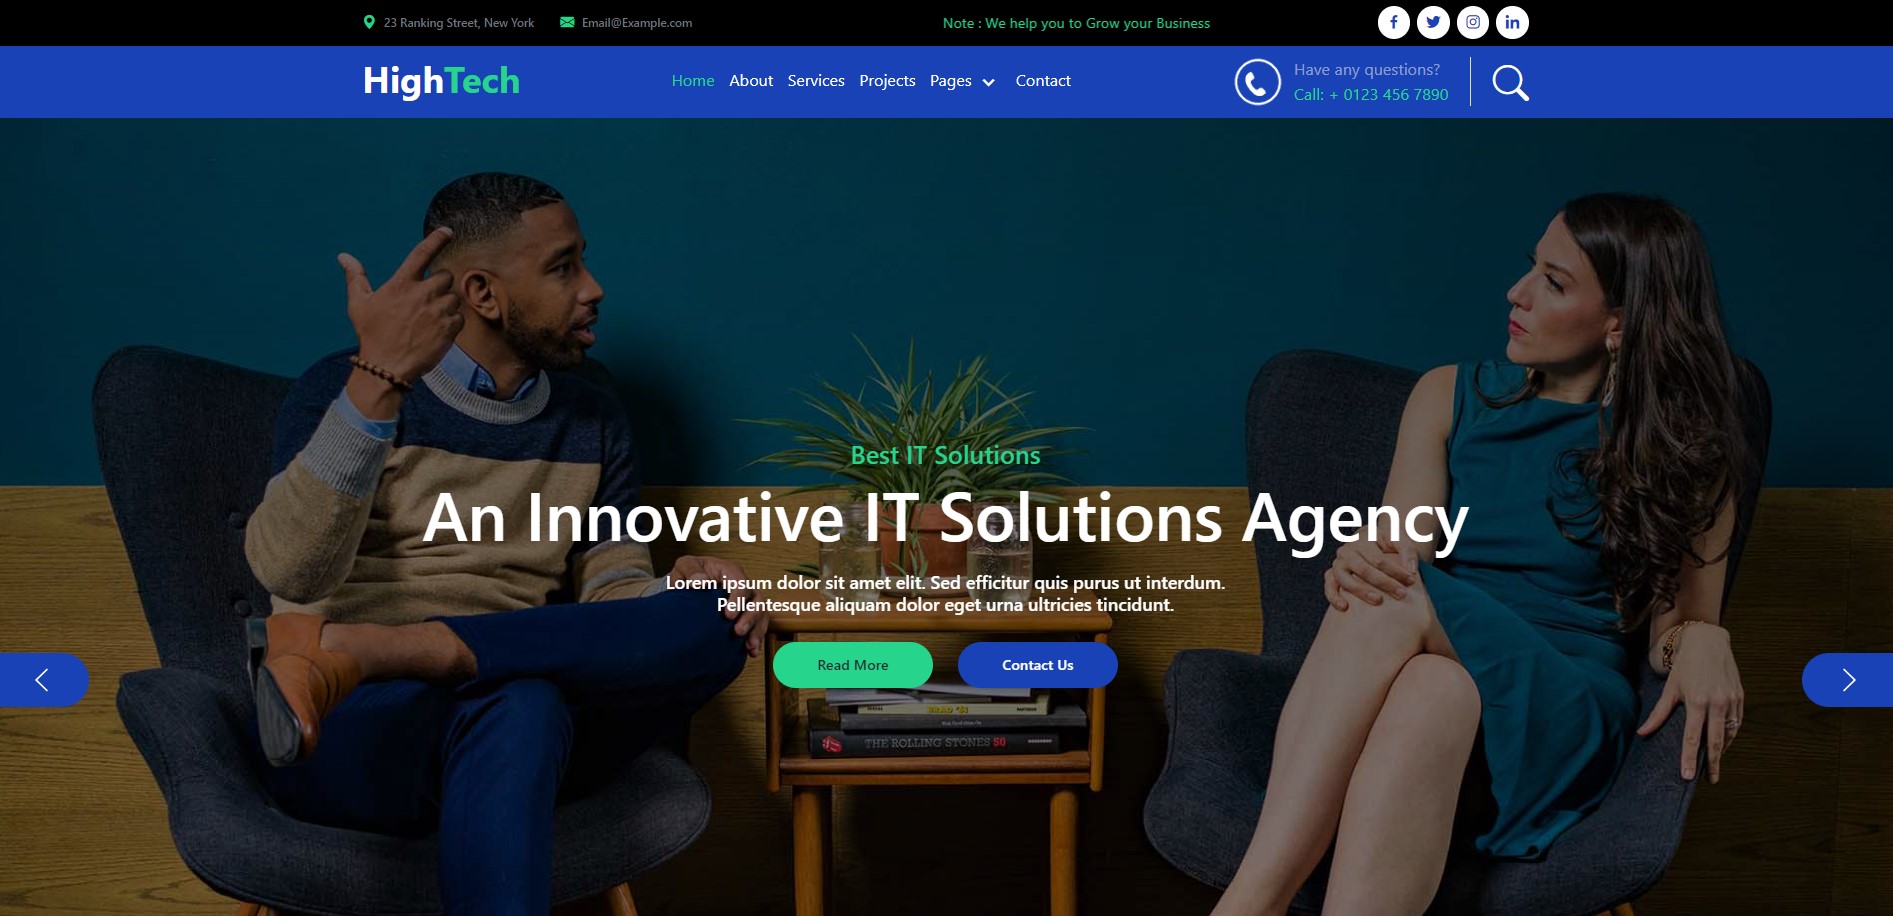 23 Ranking Street, New York
Email@Example.com
Note : We help you to Grow your Business
HighTech
Home
About
Services
Projects
Pages
Contact
Have any questions?
Call: + 0123 456 7890
Best IT Solutions
An Innovative IT Solutions Agency
Lorem ipsum dolor sit amet elit. Sed efficitur quis purus ut interdum.
Pellentesque aliquam dolor eget urna ultricies tincidunt.
Read More
Contact Us
THE ROLLING STONES 50